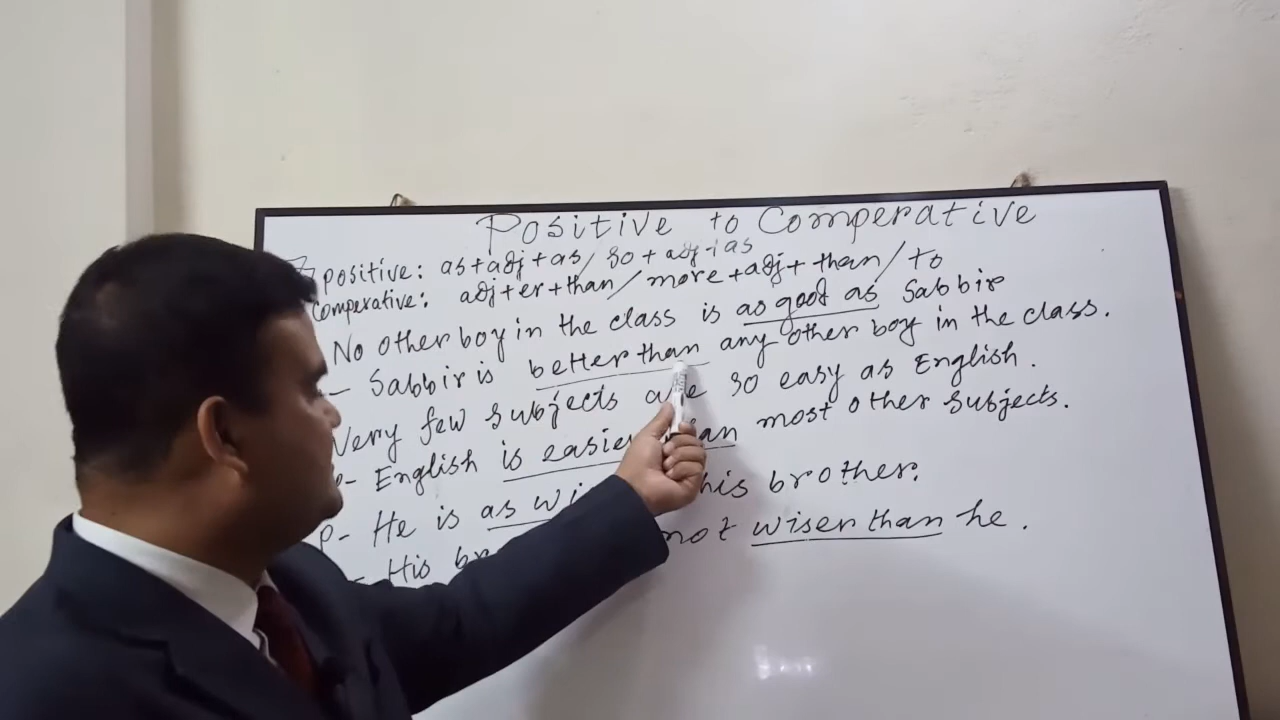 Positive to Comperative
positive: as+adj+as/ so+adj+as
Comperative: adj+er+than/ more+adj+than/to
No other boy in the class is as good as Sabbir
- Sabbir is better than any other boy in the class.
Very few subjects are so easy as English.
- English is easier than most other subjects.
P- He is as his brother.
- His not wiser than he.